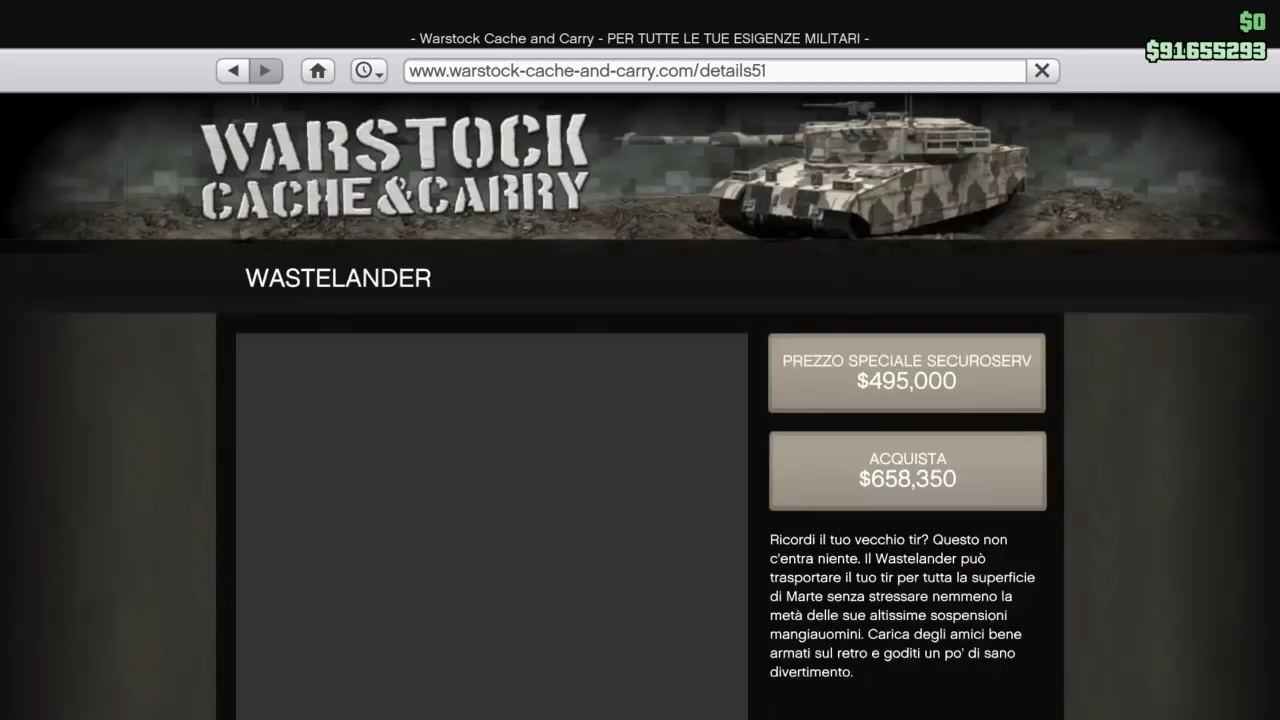 $0
- Warstock Cache and Carry - PER TUTTE LE TUE ESIGENZE MILITARI -
$91655293
www.warstock-cache-and-carry.com/details51
WARSTOCK
CACHE&CARRY
WASTELANDER
PREZZO SPECIALE SECUROSERV
$495,000
ACQUISTA
$658,350
Ricordi il tuo vecchio tir? Questo non
c'entra niente. Il Wastelander può
trasportare il tuo tir per tutta la superficie
di Marte senza stressare nemmeno la
metà delle sue altissime sospensioni
mangiauomini. Carica degli amici bene
armati sul retro e goditi un po' di sano
divertimento.